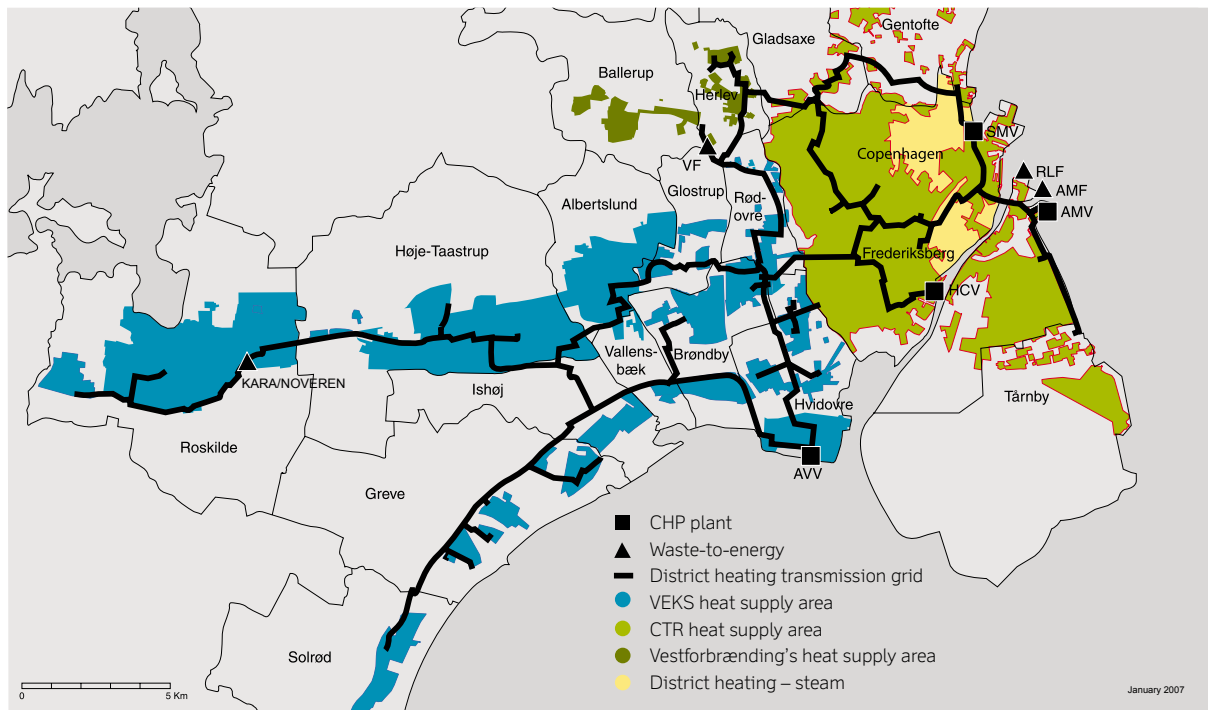 Gentofte
Gladsaxe
Ballerup
Herlev
SMV
Copenhagen
VF
RLF
Glostrup
AMF
Rød-
ovre
Albertslund
AMV
Høje-Taastrup
Frederiksberg
HCV
Vallens-
bæk
Brøndby
KARA/NOVEREN
Ishøj
Tårnby
Hvidovre
Roskilde
AVV
Greve
CHP plant
Waste-to-energy
District heating transmission grid
VEKS heat supply area
CTR heat supply area
Vestforbrænding's heat supply area
District heating – steam
Solrød
0 5 Km
January 2007